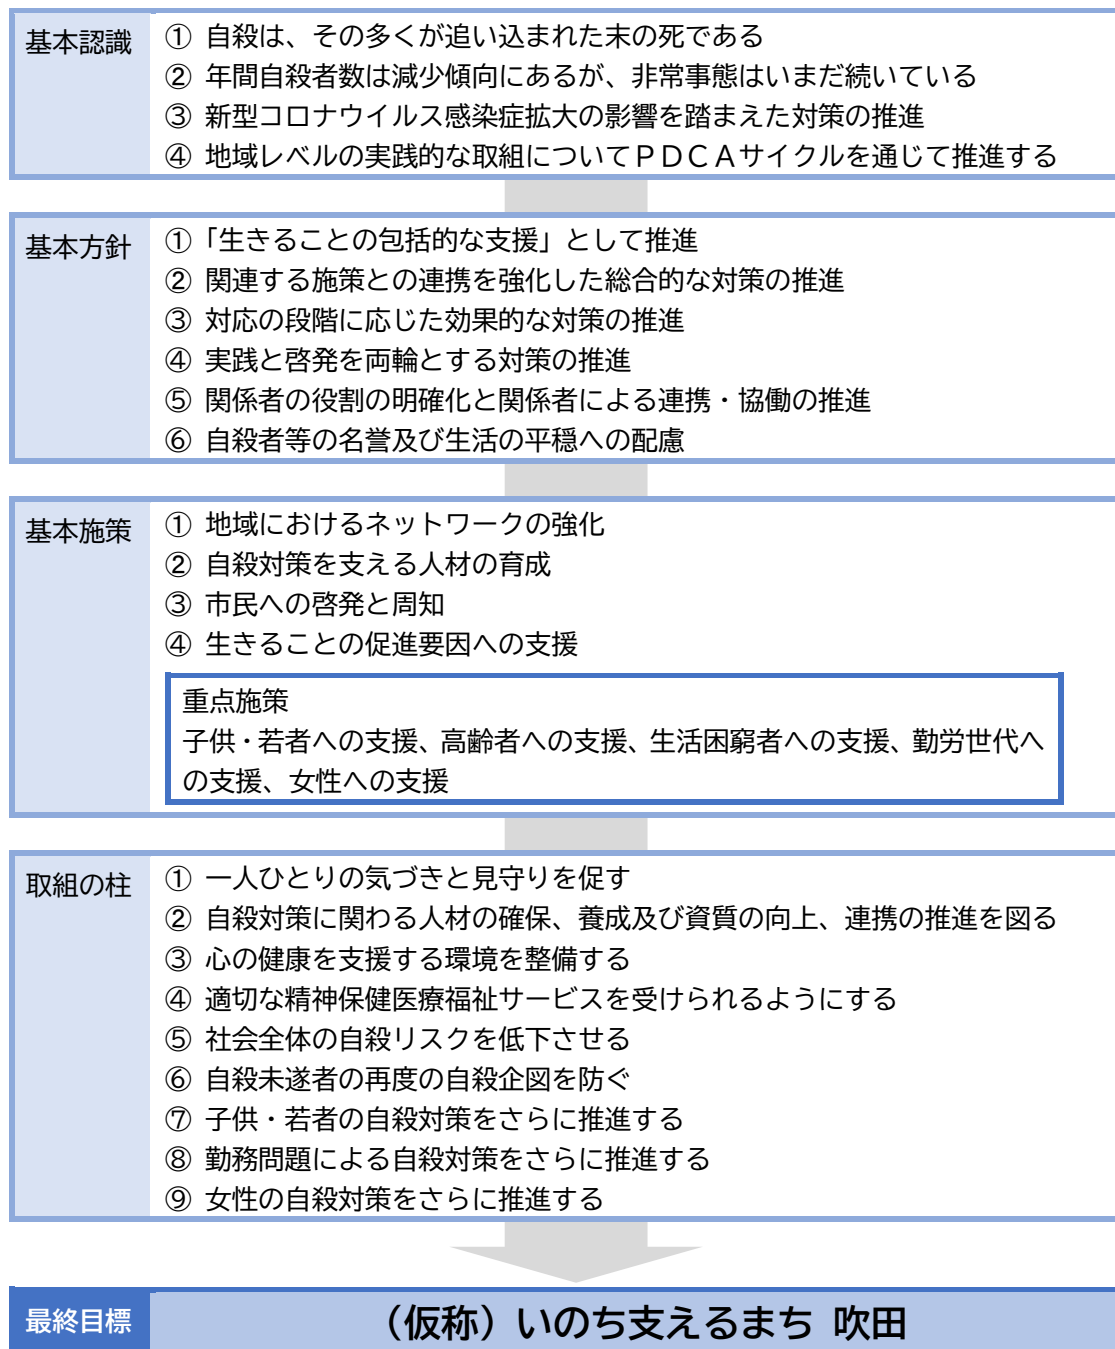 基本認識
① 自殺は、その多くが追い込まれた末の死である
② 年間自殺者数は減少傾向にあるが、非常事態はいまだ続いている
③ 新型コロナウイルス感染症拡大の影響を踏まえた対策の推進
④ 地域レベルの実践的な取組についてＰＤＣＡサイクルを通じて推進する
基本方針
①「生きることの包括的な支援」として推進
② 関連する施策との連携を強化した総合的な対策の推進
③ 対応の段階に応じた効果的な対策の推進
④ 実践と啓発を両輪とする対策の推進
⑤ 関係者の役割の明確化と関係者による連携・協働の推進
⑥ 自殺者等の名誉及び生活の平穏への配慮
基本施策
① 地域におけるネットワークの強化
② 自殺対策を支える人材の育成
③ 市民への啓発と周知
④ 生きることの促進要因への支援
重点施策
子供・若者への支援、高齢者への支援、生活困窮者への支援、勤労世代へ
の支援、女性への支援
取組の柱
① 一人ひとりの気づきと見守りを促す
② 自殺対策に関わる人材の確保、養成及び資質の向上、連携の推進を図る
③ 心の健康を支援する環境を整備する
④ 適切な精神保健医療福祉サービスを受けられるようにする
⑤ 社会全体の自殺リスクを低下させる
⑥ 自殺未遂者の再度の自殺企図を防ぐ
⑦ 子供・若者の自殺対策をさらに推進する
⑧ 勤務問題による自殺対策をさらに推進する
⑨ 女性の自殺対策をさらに推進する
最終目標
（仮称）いのち支えるまち 吹田